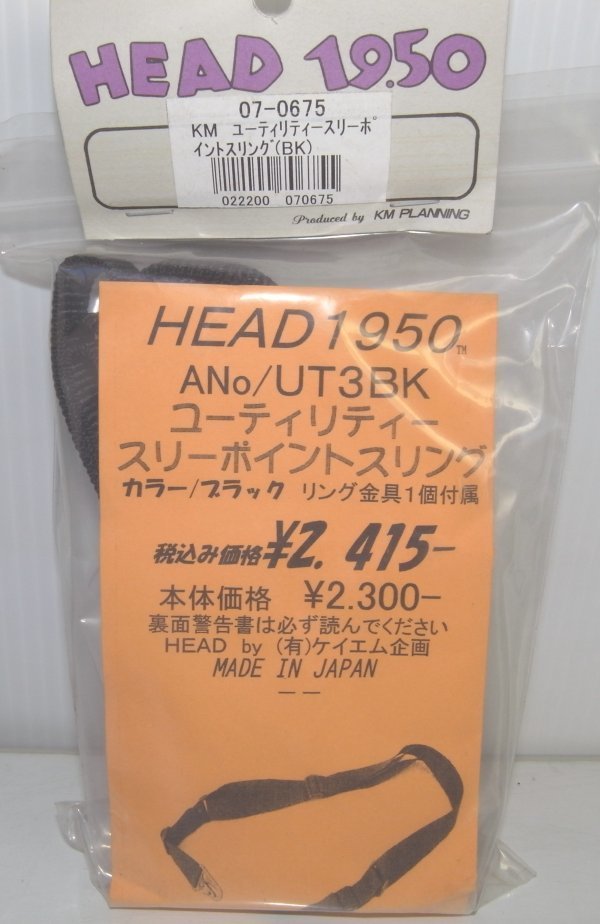 HEAD 1950
07-0675
KM ユーティリティースリーポ
イントスリング(BK)
022200 070675
Produced by KM PLANNING
HEAD1950™
ANo/UT3BK
ユーティリティー
スリーポイントスリング
カラー/ブラック リング金具1個付属
税込み価格¥2.415-
本体価格 ¥2.300-
裏面警告書は必ず読んでください
HEAD by (有)ケイエム企画
MADE IN JAPAN